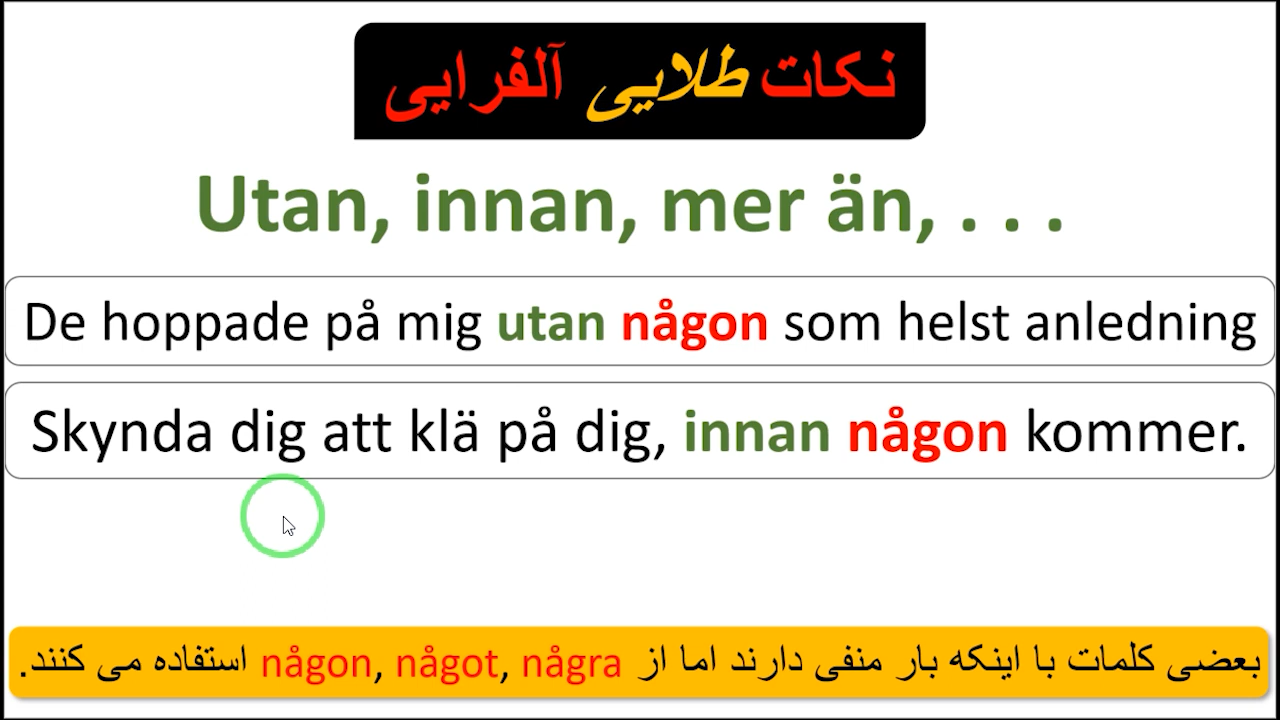 نکات طلایی آلفرایی
Utan, innan, mer än, . . .
De hoppade på mig utan någon som helst anledning
Skynda dig att klä på dig, innan någon kommer.
بعضی کلمات با اینکه بار منفی دارند اما از någon, något, några استفاده می کنند.